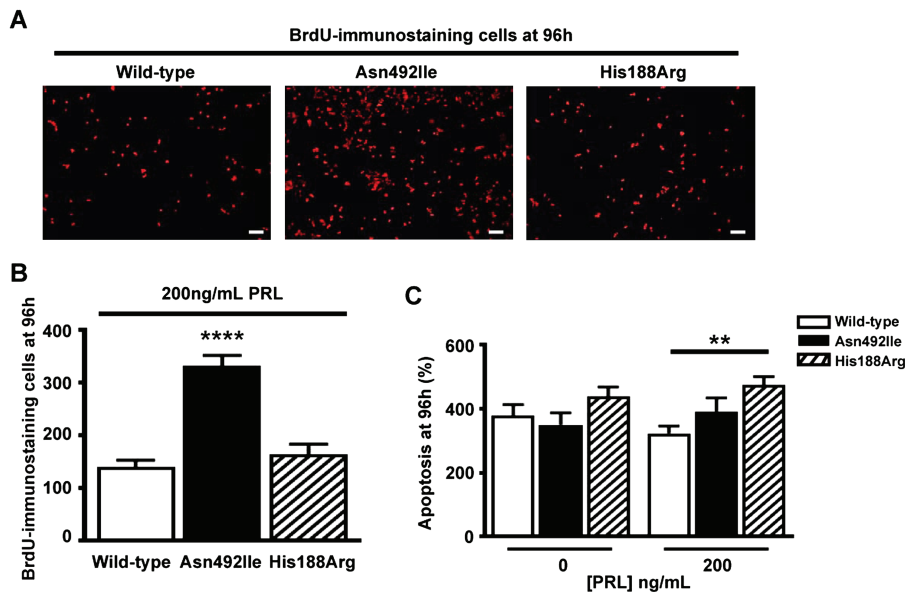 A
BrdU-immunostaining cells at 96h
Wild-type Asn492Ile His188Arg
B
200ng/mL PRL
BrdU-immunostaining cells at 96h
400
300
200
100
0
****
Wild-type Asn492Ile His188Arg
C
Wild-type
Asn492Ile
His188Arg
Apoptosis at 96h (%)
600
400
200
0
**
0 200
[PRL] ng/mL